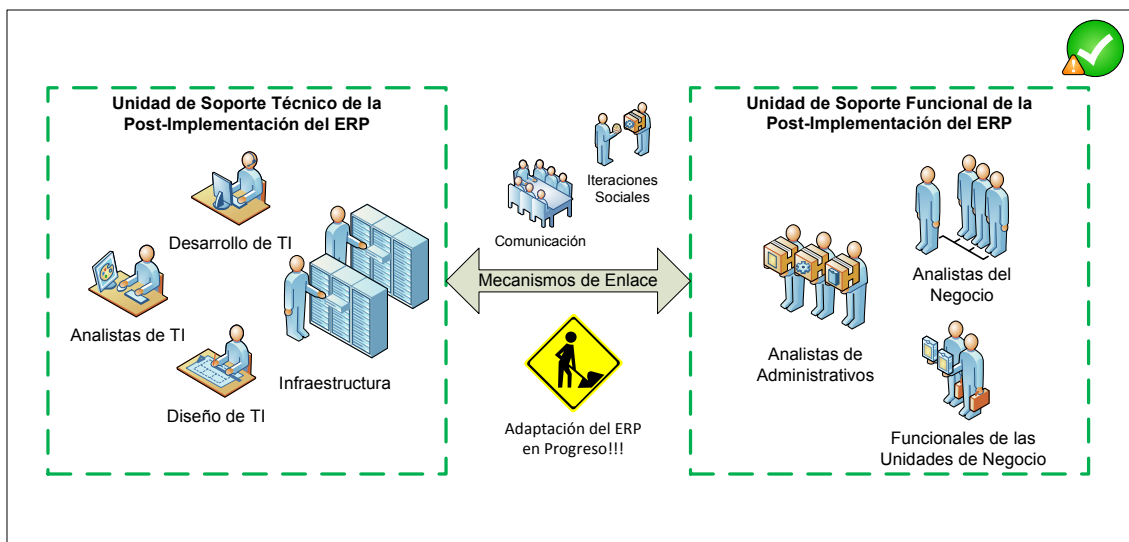 Unidad de Soporte Técnico de la
Post-Implementación del ERP
Desarrollo de TI
Analistas de TI
Diseño de TI
Infraestructura
Iteraciones
Sociales
Comunicación
Mecanismos de Enlace
Adaptación del ERP
en Progreso!!!
Unidad de Soporte Funcional de la
Post-Implementación del ERP
Analistas del
Negocio
Analistas de
Administrativos
Funcionales de las
Unidades de Negocio